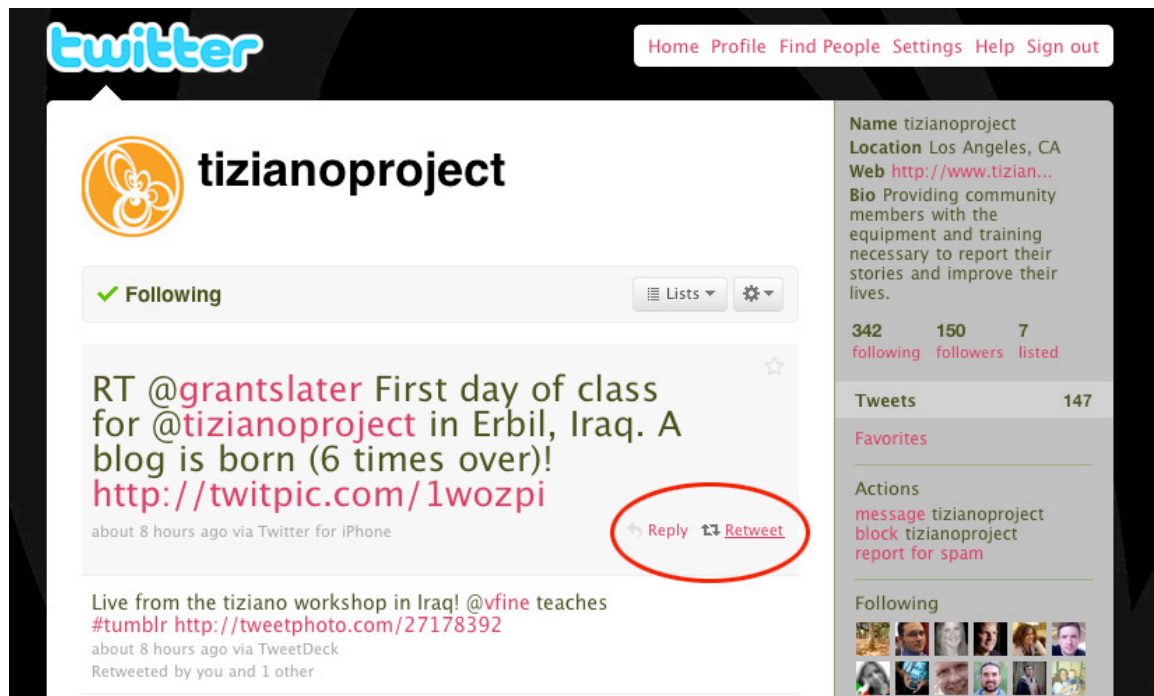 twitter
Home Profile Find People Settings Help Sign out
tizianoproject
Following
Lists
RT @grantslater First day of class
for @tizianoproject in Erbil, Iraq. A
blog is born (6 times over)!
http://twitpic.com/1wozpi
about 8 hours ago via Twitter for iPhone
Reply Retweet
Live from the tiziano workshop in Iraq! @vfine teaches
#tumblr http://tweetphoto.com/27178392
about 8 hours ago via TweetDeck
Retweeted by you and 1 other
Name tizianoproject
Location Los Angeles, CA
Web http://www.tizian...
Bio Providing community
members with the
equipment and training
necessary to report their
stories and improve their
lives.
342 150 7
following followers listed
Tweets 147
Favorites
Actions
message tizianoproject
block tizianoproject
report for spam
Following